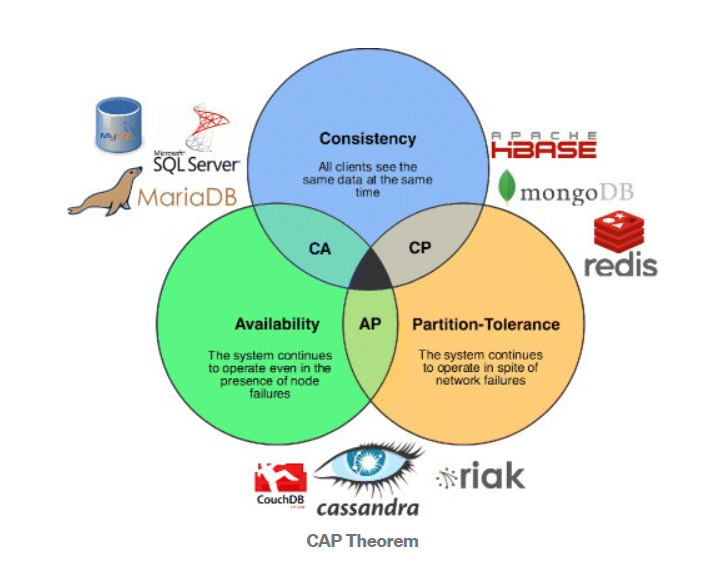 MySQL
Microsoft
SQL Server
MariaDB
Consistency
All clients see the
same data at the same
time
APACHE
HBASE
mongoDB
redis
CA
CP
Availability
The system continues
to operate even in the
presence of node
failures
AP
Partition-Tolerance
The system continues
to operate in spite of
network failures
CouchDB
cassandra
riak
CAP Theorem